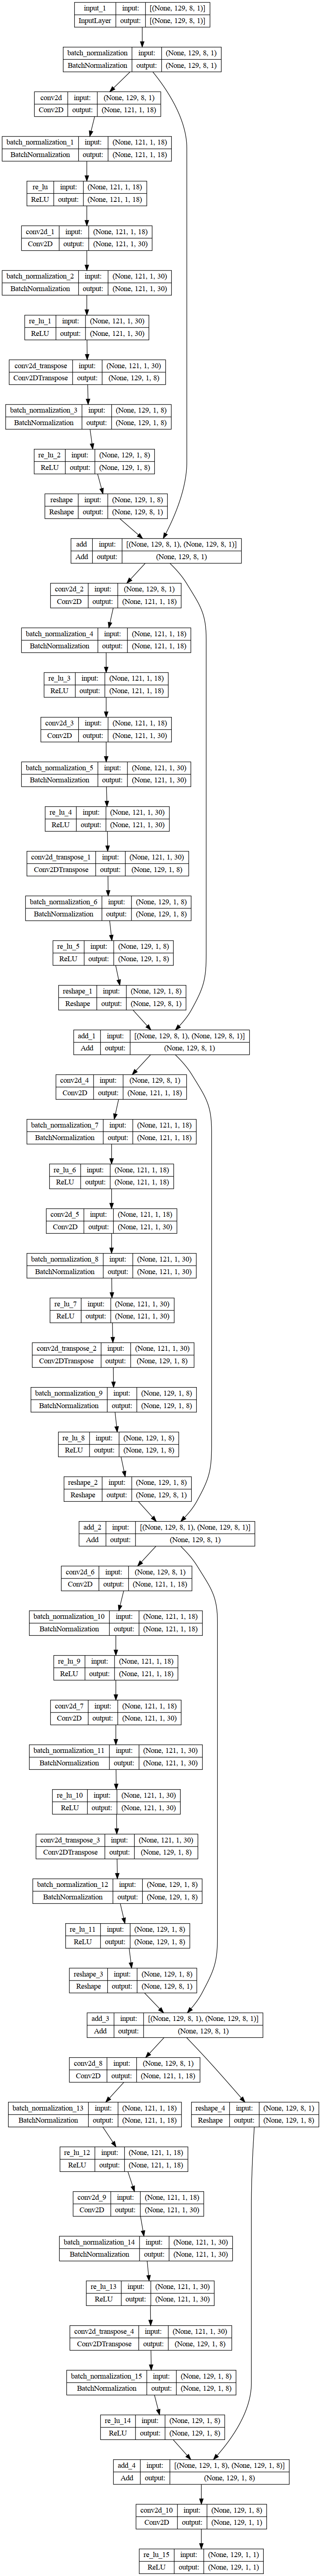 input_1 input: [(None, 129, 8, 1)]
InputLayer output: [(None, 129, 8, 1)]
batch_normalization input: (None, 129, 8, 1)
BatchNormalization output: (None, 129, 8, 1)
conv2d input: (None, 129, 8, 1)
Conv2D output: (None, 121, 1, 18)
batch_normalization_1 input: (None, 121, 1, 18)
BatchNormalization output: (None, 121, 1, 18)
re_lu input: (None, 121, 1, 18)
ReLU output: (None, 121, 1, 18)
conv2d_1 input: (None, 121, 1, 18)
Conv2D output: (None, 121, 1, 30)
batch_normalization_2 input: (None, 121, 1, 30)
BatchNormalization output: (None, 121, 1, 30)
re_lu_1 input: (None, 121, 1, 30)
ReLU output: (None, 121, 1, 30)
conv2d_transpose input: (None, 121, 1, 30)
Conv2DTranspose output: (None, 129, 1, 8)
batch_normalization_3 input: (None, 129, 1, 8)
BatchNormalization output: (None, 129, 1, 8)
re_lu_2 input: (None, 129, 1, 8)
ReLU output: (None, 129, 1, 8)
reshape input: (None, 129, 1, 8)
Reshape output: (None, 129, 8, 1)
add input: [(None, 129, 8, 1), (None, 129, 8, 1)]
Add output: (None, 129, 8, 1)
conv2d_2 input: (None, 129, 8, 1)
Conv2D output: (None, 121, 1, 18)
batch_normalization_4 input: (None, 121, 1, 18)
BatchNormalization output: (None, 121, 1, 18)
re_lu_3 input: (None, 121, 1, 18)
ReLU output: (None, 121, 1, 18)
conv2d_3 input: (None, 121, 1, 18)
Conv2D output: (None, 121, 1, 30)
batch_normalization_5 input: (None, 121, 1, 30)
BatchNormalization output: (None, 121, 1, 30)
re_lu_4 input: (None, 121, 1, 30)
ReLU output: (None, 121, 1, 30)
conv2d_transpose_1 input: (None, 121, 1, 30)
Conv2DTranspose output: (None, 129, 1, 8)
batch_normalization_6 input: (None, 129, 1, 8)
BatchNormalization output: (None, 129, 1, 8)
re_lu_5 input: (None, 129, 1, 8)
ReLU output: (None, 129, 1, 8)
reshape_1 input: (None, 129, 1, 8)
Reshape output: (None, 129, 8, 1)
add_1 input: [(None, 129, 8, 1), (None, 129, 8, 1)]
Add output: (None, 129, 8, 1)
conv2d_4 input: (None, 129, 8, 1)
Conv2D output: (None, 121, 1, 18)
batch_normalization_7 input: (None, 121, 1, 18)
BatchNormalization output: (None, 121, 1, 18)
re_lu_6 input: (None, 121, 1, 18)
ReLU output: (None, 121, 1, 18)
conv2d_5 input: (None, 121, 1, 18)
Conv2D output: (None, 121, 1, 30)
batch_normalization_8 input: (None, 121, 1, 30)
BatchNormalization output: (None, 121, 1, 30)
re_lu_7 input: (None, 121, 1, 30)
ReLU output: (None, 121, 1, 30)
conv2d_transpose_2 input: (None, 121, 1, 30)
Conv2DTranspose output: (None, 129, 1, 8)
batch_normalization_9 input: (None, 129, 1, 8)
BatchNormalization output: (None, 129, 1, 8)
re_lu_8 input: (None, 129, 1, 8)
ReLU output: (None, 129, 1, 8)
reshape_2 input: (None, 129, 1, 8)
Reshape output: (None, 129, 8, 1)
add_2 input: [(None, 129, 8, 1), (None, 129, 8, 1)]
Add output: (None, 129, 8, 1)
conv2d_6 input: (None, 129, 8, 1)
Conv2D output: (None, 121, 1, 18)
batch_normalization_10 input: (None, 121, 1, 18)
BatchNormalization output: (None, 121, 1, 18)
re_lu_9 input: (None, 121, 1, 18)
ReLU output: (None, 121, 1, 18)
conv2d_7 input: (None, 121, 1, 18)
Conv2D output: (None, 121, 1, 30)
batch_normalization_11 input: (None, 121, 1, 30)
BatchNormalization output: (None, 121, 1, 30)
re_lu_10 input: (None, 121, 1, 30)
ReLU output: (None, 121, 1, 30)
conv2d_transpose_3 input: (None, 121, 1, 30)
Conv2DTranspose output: (None, 129, 1, 8)
batch_normalization_12 input: (None, 129, 1, 8)
BatchNormalization output: (None, 129, 1, 8)
re_lu_11 input: (None, 129, 1, 8)
ReLU output: (None, 129, 1, 8)
reshape_3 input: (None, 129, 1, 8)
Reshape output: (None, 129, 8, 1)
add_3 input: [(None, 129, 8, 1), (None, 129, 8, 1)]
Add output: (None, 129, 8, 1)
conv2d_8 input: (None, 129, 8, 1)
Conv2D output: (None, 121, 1, 18)
batch_normalization_13 input: (None, 121, 1, 18)
BatchNormalization output: (None, 121, 1, 18)
reshape_4 input: (None, 129, 8, 1)
Reshape output: (None, 129, 1, 8)
re_lu_12 input: (None, 121, 1, 18)
ReLU output: (None, 121, 1, 18)
conv2d_9 input: (None, 121, 1, 18)
Conv2D output: (None, 121, 1, 30)
batch_normalization_14 input: (None, 121, 1, 30)
BatchNormalization output: (None, 121, 1, 30)
re_lu_13 input: (None, 121, 1, 30)
ReLU output: (None, 121, 1, 30)
conv2d_transpose_4 input: (None, 121, 1, 30)
Conv2DTranspose output: (None, 129, 1, 8)
batch_normalization_15 input: (None, 129, 1, 8)
BatchNormalization output: (None, 129, 1, 8)
re_lu_14 input: (None, 129, 1, 8)
ReLU output: (None, 129, 1, 8)
add_4 input: [(None, 129, 1, 8), (None, 129, 1, 8)]
Add output: (None, 129, 1, 8)
conv2d_10 input: (None, 129, 1, 8)
Conv2D output: (None, 129, 1, 1)
re_lu_15 input: (None, 129, 1, 1)
ReLU output: (None, 129, 1, 1)